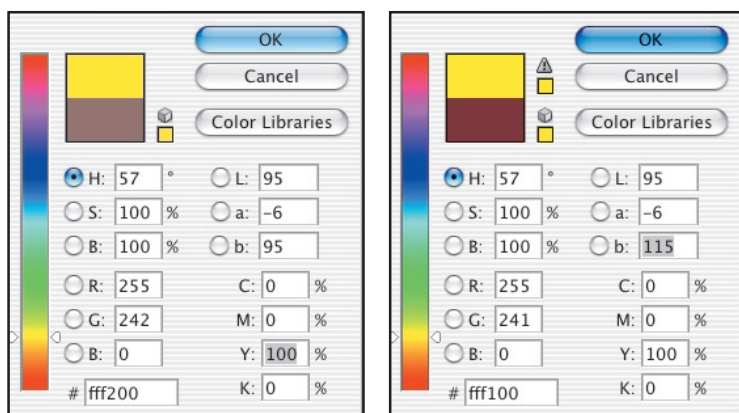 OK
Cancel
Color Libraries
H: 57 °
L: 95
S: 100 %
a: -6
B: 100 %
b: 95
R: 255
C: 0 %
G: 242
M: 0 %
B: 0
Y: 100 %
# fff200
K: 0 %
OK
Cancel
Color Libraries
H: 57 °
L: 95
S: 100 %
a: -6
B: 100 %
b: 115
R: 255
C: 0 %
G: 241
M: 0 %
B: 0
Y: 100 %
# fff100
K: 0 %